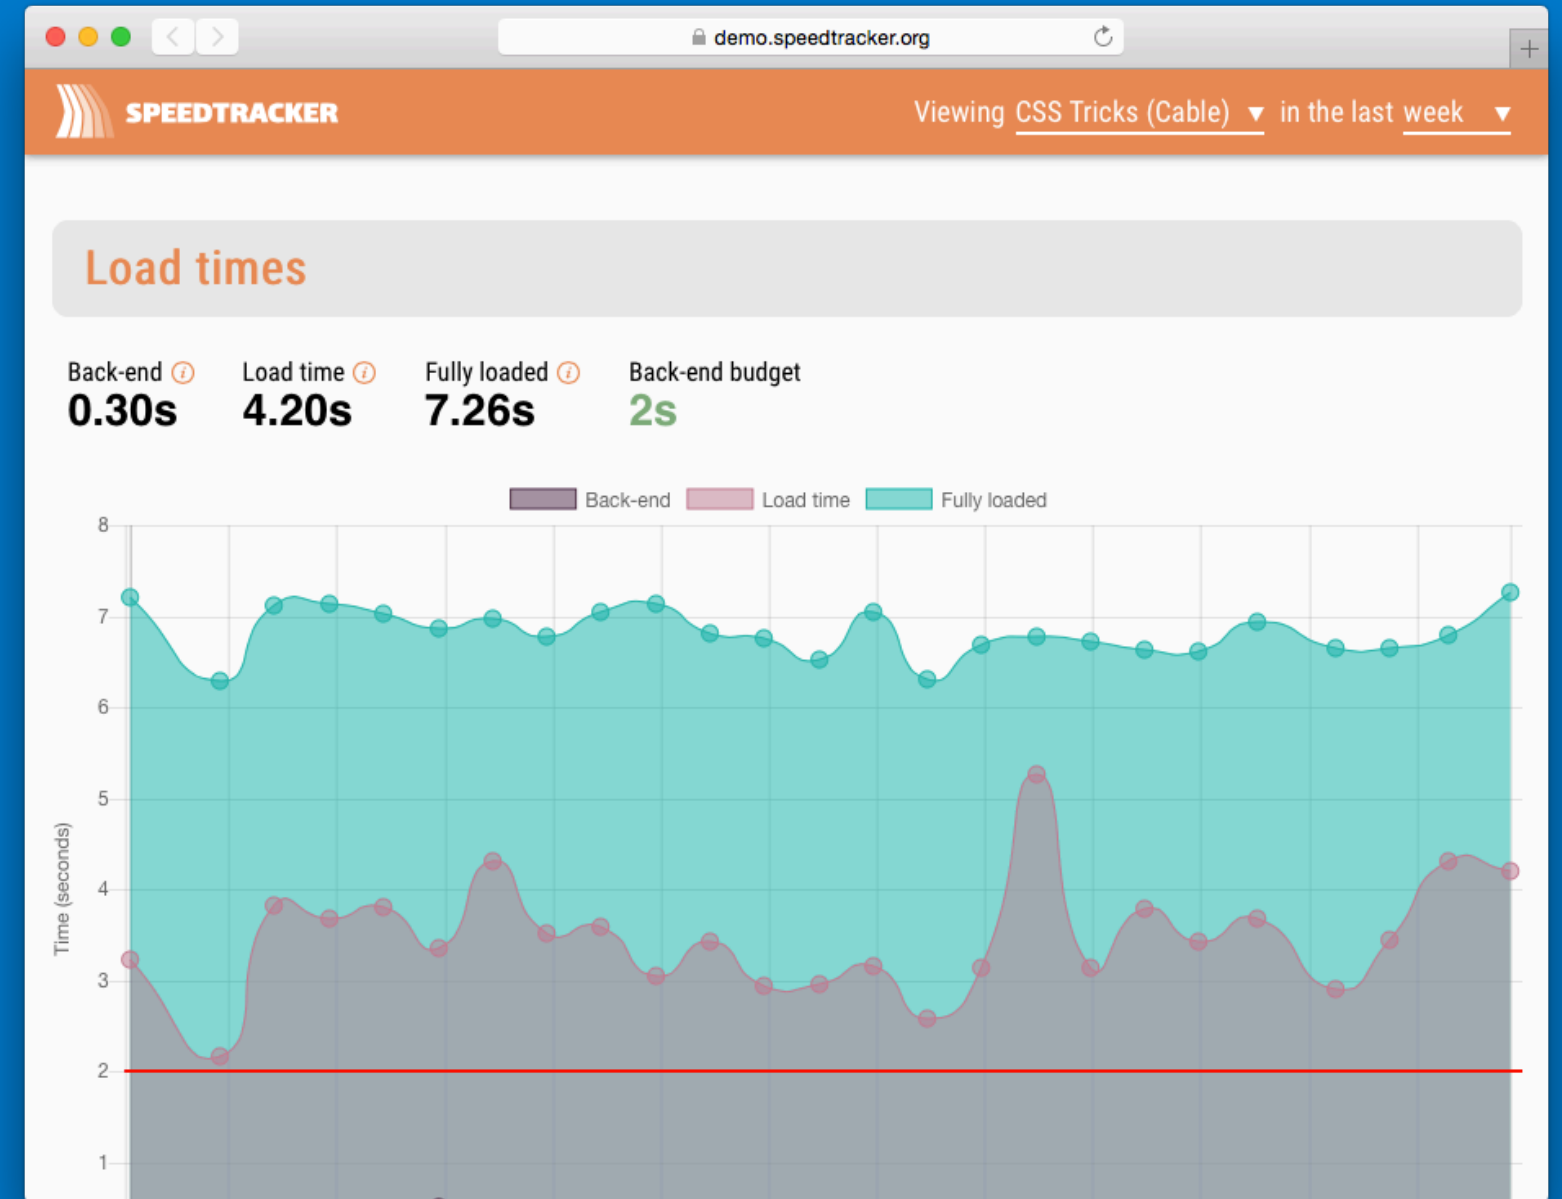 demo.speedtracker.org
SPEEDTRACKER
Viewing CSS Tricks (Cable) ▼ in the last week ▼
Load times
Back-end i Load time i Fully loaded i Back-end budget
0.30s 4.20s 7.26s 2s
Back-end Load time Fully loaded
8
7
6
5
4
3
2
1
Time (seconds)